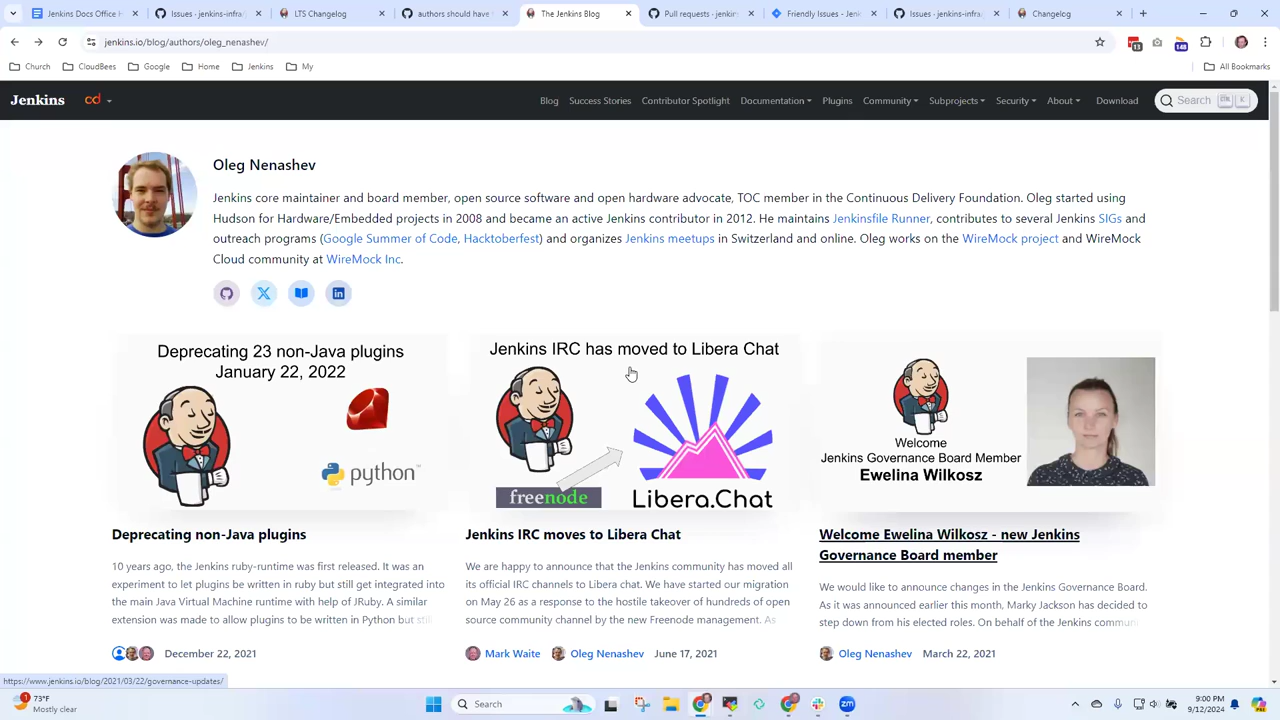 Jenkins Docs Office H
Issues · jenkins-infra
LTS Changelog
authors should have
The Jenkins Blog
Pull requests · jenkins
Friendly Issues - Jenk
Issues · jenkins-infra
Changelog
jenkins.io/blog/authors/oleg_nenashev/
13
148
Church
CloudBees
Google
Home
Jenkins
My
All Bookmarks
Jenkins
cd
Blog
Success Stories
Contributor Spotlight
Documentation
Plugins
Community
Subprojects
Security
About
Download
Search
K
Oleg Nenashev
Jenkins core maintainer and board member, open source software and open hardware advocate, TOC member in the Continuous Delivery Foundation. Oleg started using
Hudson for Hardware/Embedded projects in 2008 and became an active Jenkins contributor in 2012. He maintains Jenkinsfile Runner, contributes to several Jenkins SIGs and
outreach programs (Google Summer of Code, Hacktoberfest) and organizes Jenkins meetups in Switzerland and online. Oleg works on the WireMock project and WireMock
Cloud community at WireMock Inc.
Deprecating 23 non-Java plugins
January 22, 2022
python™
Deprecating non-Java plugins
10 years ago, the Jenkins ruby-runtime was first released. It was an
experiment to let plugins be written in ruby but still get integrated into
the main Java Virtual Machine runtime with help of JRuby. A similar
extension was made to allow plugins to be written in Python but still
December 22, 2021
Jenkins IRC has moved to Libera Chat
freenode
Libera.Chat
Jenkins IRC moves to Libera Chat
We are happy to announce that the Jenkins community has moved all
its official IRC channels to Libera chat. We have started our migration
on May 26 as a response to the hostile takeover of hundreds of open
source community channel by the new Freenode management. As
Mark Waite
Oleg Nenashev
June 17, 2021
Welcome
Jenkins Governance Board Member
Ewelina Wilkosz
Welcome Ewelina Wilkosz - new Jenkins
Governance Board member
We would like to announce changes in the Jenkins Governance Board.
As it was announced earlier this month, Marky Jackson has decided to
step down from his elected roles. On behalf of the Jenkins commun
Oleg Nenashev
March 22, 2021
https://www.jenkins.io/blog/2021/03/22/governance-updates/
1
73°F
Mostly clear
Search
zm
9:00 PM
9/12/2024